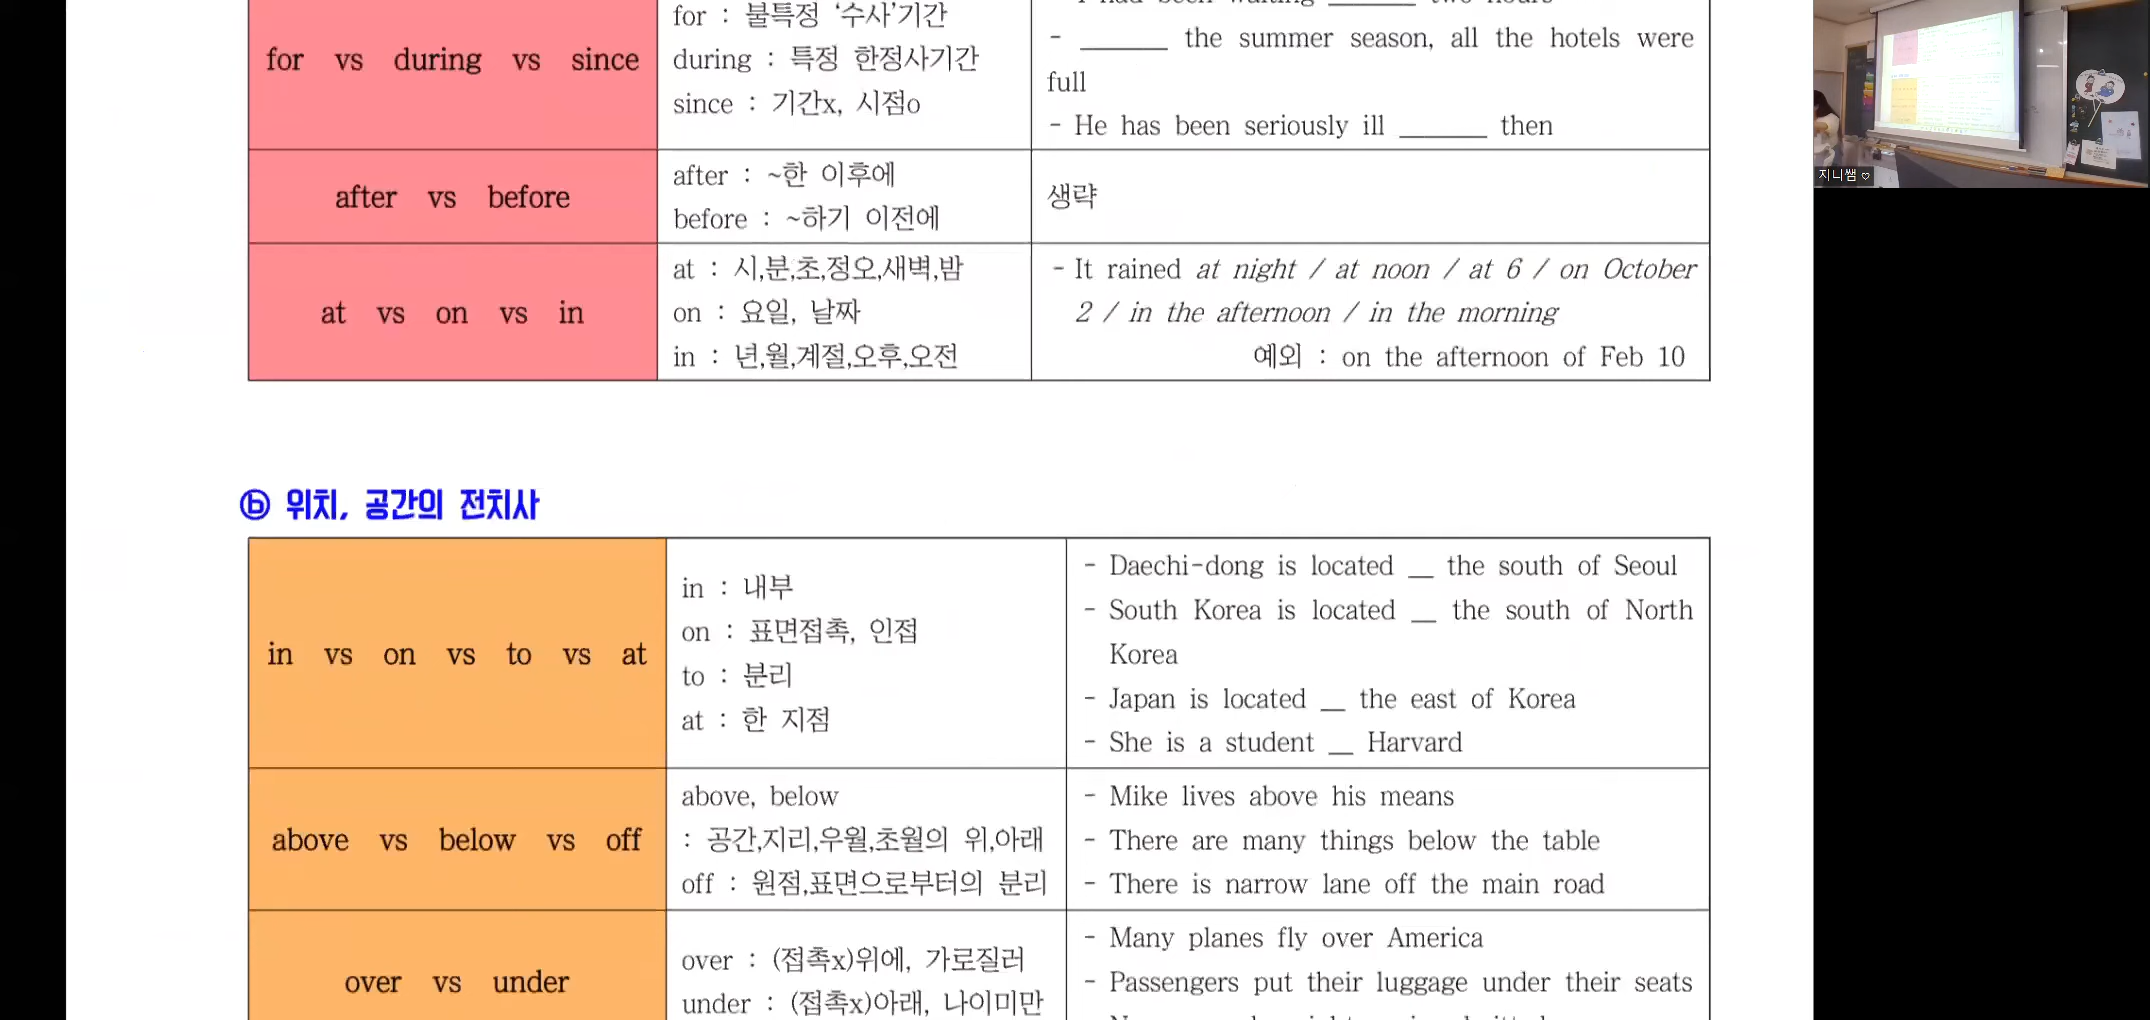 for vs during vs since
for : 불특정 '수사'기간
during : 특정 한정사기간
since : 기간x, 시점o
- I had been waiting ______ two hours
- ______ the summer season, all the hotels were
full
- He has been seriously ill ______ then
after vs before
after : ~한 이후에
before : ~하기 이전에
생략
at vs on vs in
at : 시,분,초,정오,새벽,밤
on : 요일, 날짜
in : 년,월,계절,오후,오전
- It rained at night / at noon / at 6 / on October
2 / in the afternoon / in the morning
예외 : on the afternoon of Feb 10
ⓑ 위치, 공간의 전치사
in vs on vs to vs at
in : 내부
on : 표면접촉, 인접
to : 분리
at : 한 지점
- Daechi-dong is located __ the south of Seoul
- South Korea is located __ the south of North
Korea
- Japan is located __ the east of Korea
- She is a student __ Harvard
above vs below vs off
above, below
: 공간,지리,우월,초월의 위,아래
off : 원점,표면으로부터의 분리
- Mike lives above his means
- There are many things below the table
- There is narrow lane off the main road
over vs under
over : (접촉x)위에, 가로질러
under : (접촉x)아래, 나이미만
- Many planes fly over America
- Passengers put their luggage under their seats
지니쌤♡